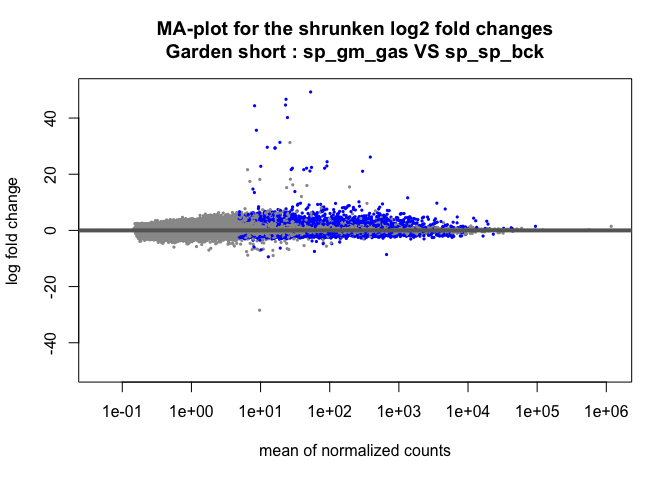 MA-plot for the shrunken log2 fold changes
Garden short : sp_gm_gas VS sp_sp_bck
log fold change
40
20
0
-20
-40
1e-01 1e+00 1e+01 1e+02 1e+03 1e+04 1e+05 1e+06
mean of normalized counts